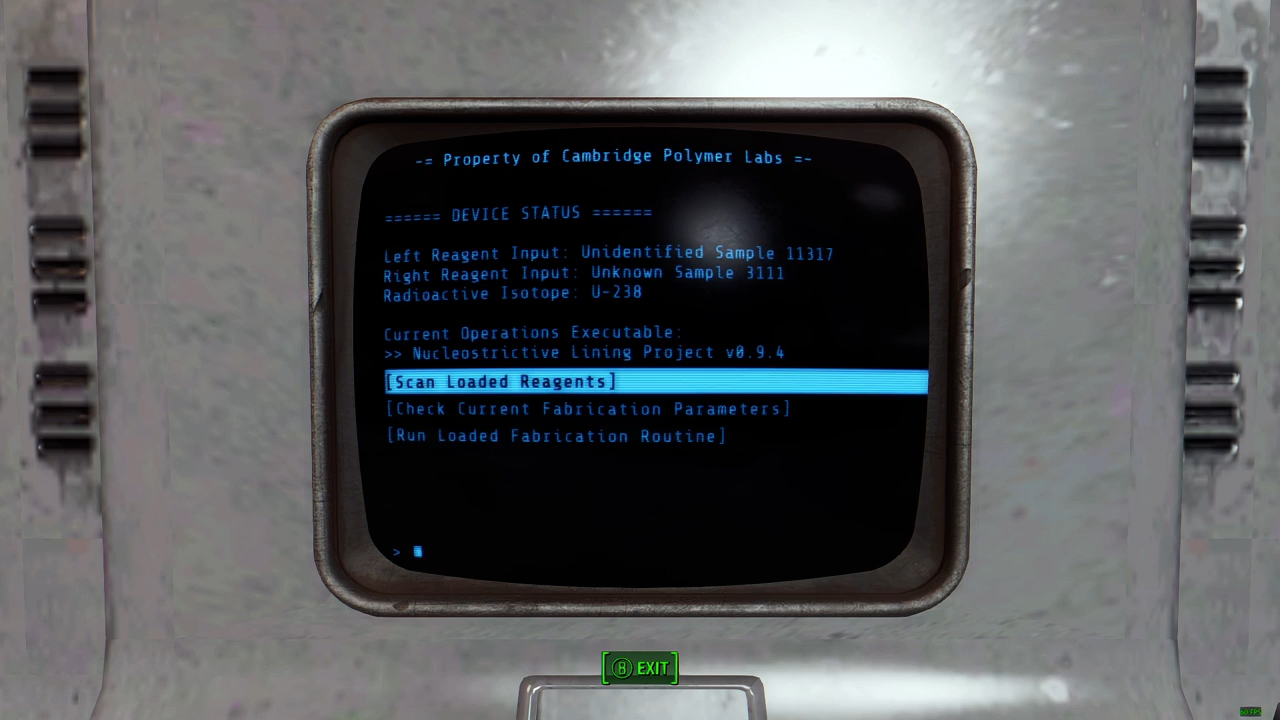 -= Property of Cambridge Polymer Labs =-
====== DEVICE STATUS ======
Left Reagent Input: Unidentified Sample 11317
Right Reagent Input: Unknown Sample 3111
Radioactive Isotope: U-238
Current Operations Executable:
>> Nucleostrictive Lining Project v0.9.4
[Scan Loaded Reagents]
[Check Current Fabrication Parameters]
[Run Loaded Fabrication Routine]
>
B EXIT
60 FPS